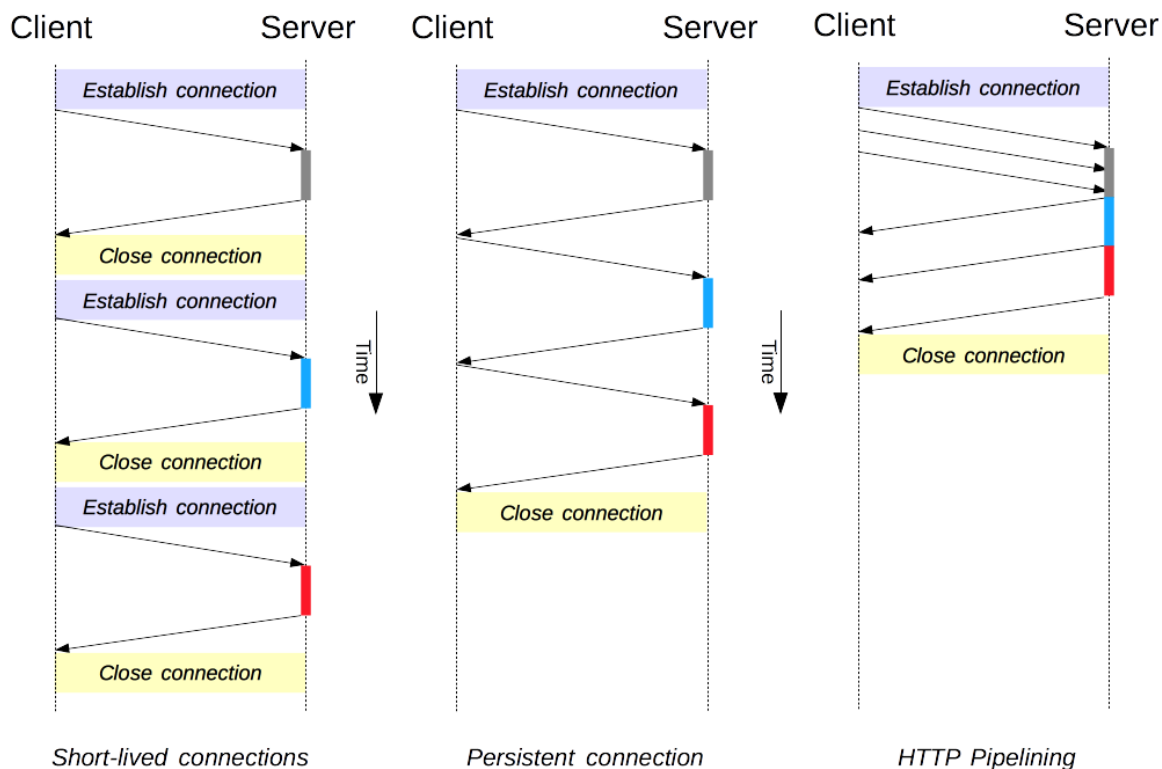 Client Server
Establish connection
Close connection
Establish connection
Close connection
Establish connection
Close connection
Short-lived connections
Time
Client Server
Establish connection
Close connection
Persistent connection
Time
Client Server
Establish connection
Close connection
HTTP Pipelining